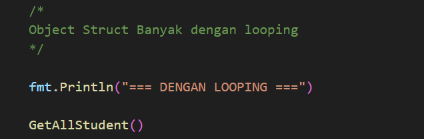 /*
Object Struct Banyak dengan looping
*/
fmt.Println("=== DENGAN LOOPING ===")
GetAllStudent()